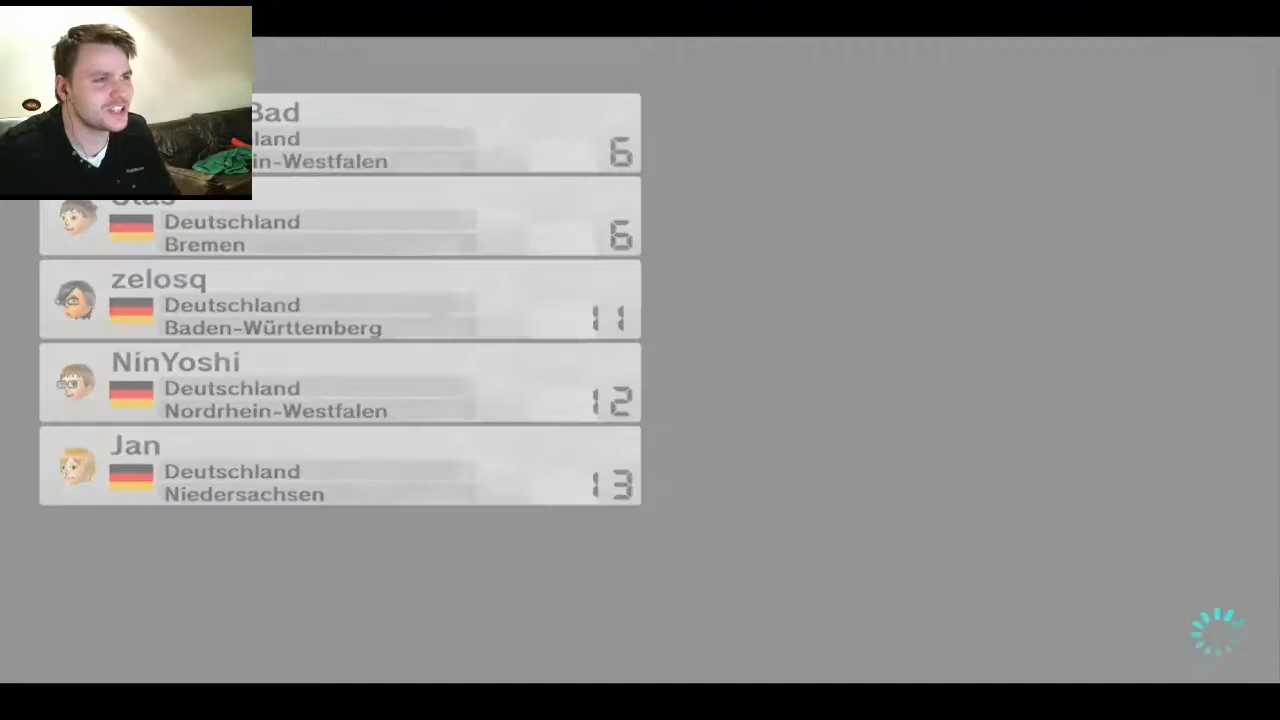 Bad
land
in-Westfalen
6
Deutschland
Bremen
6
zelosq
Deutschland
Baden-Württemberg
11
NinYoshi
Deutschland
Nordrhein-Westfalen
12
Jan
Deutschland
Niedersachsen
13